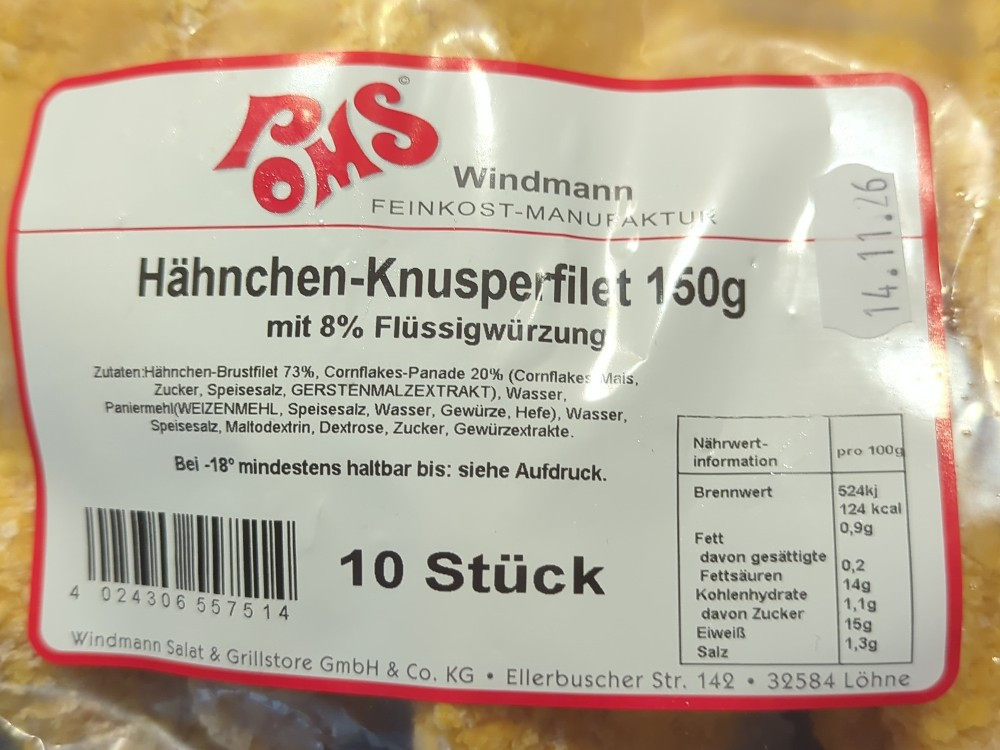 POMS
©
Windmann
FEINKOST-MANUFAKTUR
14.11.26
Hähnchen-Knusperfilet 150g
mit 8% Flüssigwürzung
Zutaten:Hähnchen-Brustfilet 73%, Cornflakes-Panade 20% (Cornflakes Mais,
Zucker, Speisesalz, GERSTENMALZEXTRAKT), Wasser,
Paniermehl(WEIZENMEHL, Speisesalz, Wasser, Gewürze, Hefe), Wasser,
Speisesalz, Maltodextrin, Dextrose, Zucker, Gewürzextrakte.
Bei -18° mindestens haltbar bis: siehe Aufdruck.
Nährwert-
information
pro 100g
Brennwert 524kj
124 kcal
Fett 0,9g
davon gesättigte
Fettsäuren 0,2
Kohlenhydrate 14g
davon Zucker 1,1g
Eiweiß 15g
Salz 1,3g
10 Stück
4 024306 557514
Windmann Salat & Grillstore GmbH & Co. KG • Ellerbuscher Str. 142 • 32584 Löhne